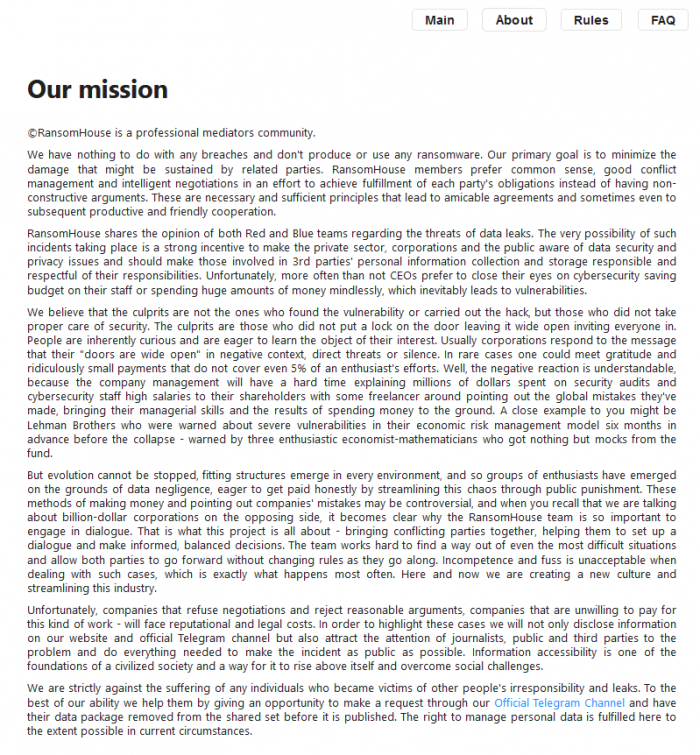 Main About Rules FAQ
Our mission
©RansomHouse is a professional mediators community.
We have nothing to do with any breaches and don't produce or use any ransomware. Our primary goal is to minimize the
damage that might be sustained by related parties. RansomHouse members prefer common sense, good conflict
management and intelligent negotiations in an effort to achieve fulfillment of each party's obligations instead of having non-
constructive arguments. These are necessary and sufficient principles that lead to amicable agreements and sometimes even to
subsequent productive and friendly cooperation.
RansomHouse shares the opinion of both Red and Blue teams regarding the threats of data leaks. The very possibility of such
incidents taking place is a strong incentive to make the private sector, corporations and the public aware of data security and
privacy issues and should make those involved in 3rd parties' personal information collection and storage responsible and
respectful of their responsibilities. Unfortunately, more often than not CEOs prefer to close their eyes on cybersecurity saving
budget on their staff or spending huge amounts of money mindlessly, which inevitably leads to vulnerabilities.
We believe that the culprits are not the ones who found the vulnerability or carried out the hack, but those who did not take
proper care of security. The culprits are those who did not put a lock on the door leaving it wide open inviting everyone in.
People are inherently curious and are eager to learn the object of their interest. Usually corporations respond to the message
that their "doors are wide open" in negative context, direct threats or silence. In rare cases one could meet gratitude and
ridiculously small payments that do not cover even 5% of an enthusiast's efforts. Well, the negative reaction is understandable,
because the company management will have a hard time explaining millions of dollars spent on security audits and
cybersecurity staff high salaries to their shareholders with some freelancer around pointing out the global mistakes they've
made, bringing their managerial skills and the results of spending money to the ground. A close example to you might be
Lehman Brothers who were warned about severe vulnerabilities in their economic risk management model six months in
advance before the collapse - warned by three enthusiastic economist-mathematicians who got nothing but mocks from the
fund.
But evolution cannot be stopped, fitting structures emerge in every environment, and so groups of enthusiasts have emerged
on the grounds of data negligence, eager to get paid honestly by streamlining this chaos through public punishment. These
methods of making money and pointing out companies' mistakes may be controversial, and when you recall that we are talking
about billion-dollar corporations on the opposing side, it becomes clear why the RansomHouse team is so important to
engage in dialogue. That is what this project is all about - bringing conflicting parties together, helping them to set up a
dialogue and make informed, balanced decisions. The team works hard to find a way out of even the most difficult situations
and allow both parties to go forward without changing rules as they go along. Incompetence and fuss is unacceptable when
dealing with such cases, which is exactly what happens most often. Here and now we are creating a new culture and
streamlining this industry.
Unfortunately, companies that refuse negotiations and reject reasonable arguments, companies that are unwilling to pay for
this kind of work - will face reputational and legal costs. In order to highlight these cases we will not only disclose information
on our website and official Telegram channel but also attract the attention of journalists, public and third parties to the
problem and do everything needed to make the incident as public as possible. Information accessibility is one of the
foundations of a civilized society and a way for it to rise above itself and overcome social challenges.
We are strictly against the suffering of any individuals who became victims of other people's irresponsibility and leaks. To the
best of our ability we help them by giving an opportunity to make a request through our Official Telegram Channel and have
their data package removed from the shared set before it is published. The right to manage personal data is fulfilled here to
the extent possible in current circumstances.